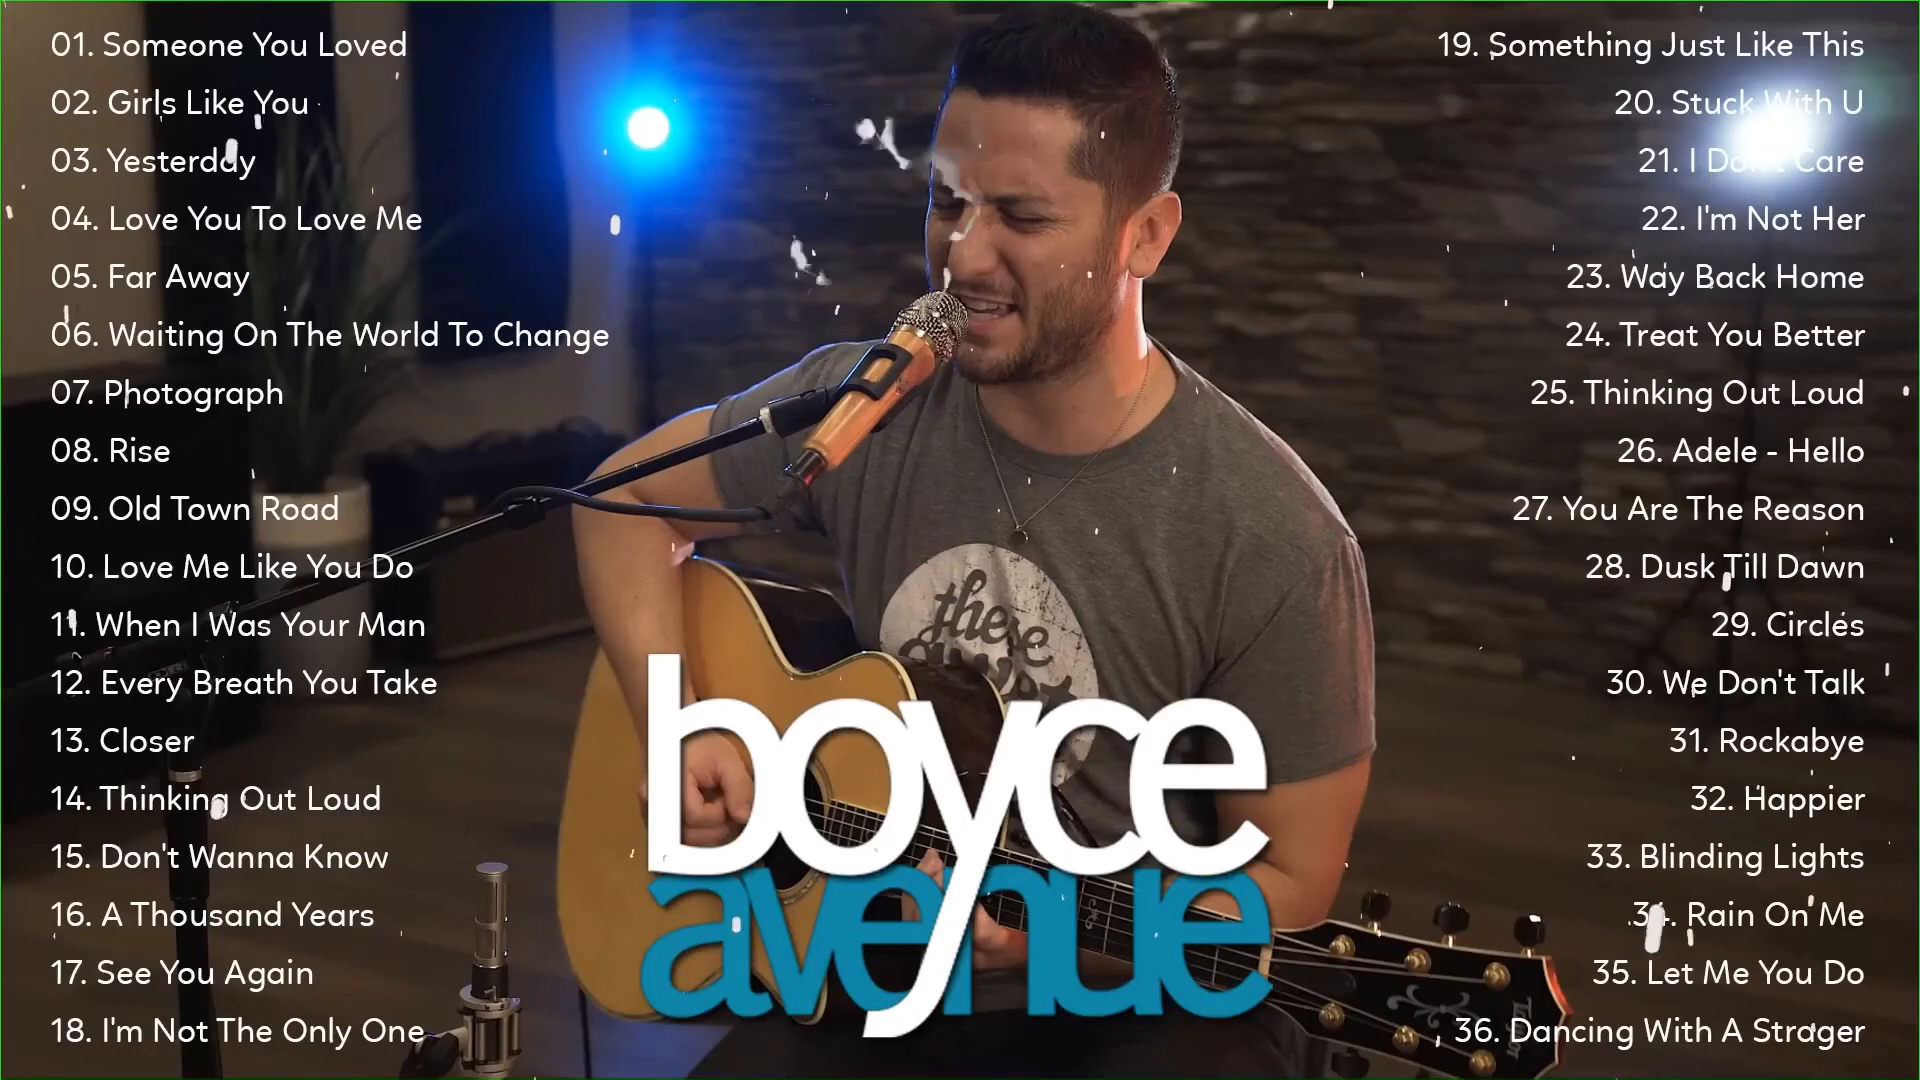 01. Someone You Loved
02. Girls Like You
03. Yesterday
04. Love You To Love Me
05. Far Away
06. Waiting On The World To Change
07. Photograph
08. Rise
09. Old Town Road
10. Love Me Like You Do
11. When I Was Your Man
12. Every Breath You Take
13. Closer
14. Thinking Out Loud
15. Don't Wanna Know
16. A Thousand Years
17. See You Again
18. I'm Not The Only One
19. Something Just Like This
20. Stuck With U
21. I Don't Care
22. I'm Not Her
23. Way Back Home
24. Treat You Better
25. Thinking Out Loud
26. Adele - Hello
27. You Are The Reason
28. Dusk Till Dawn
29. Circles
30. We Don't Talk
31. Rockabye
32. Happier
33. Blinding Lights
34. Rain On Me
35. Let Me You Do
36. Dancing With A Strager
these
boyce
avenue
Taylor